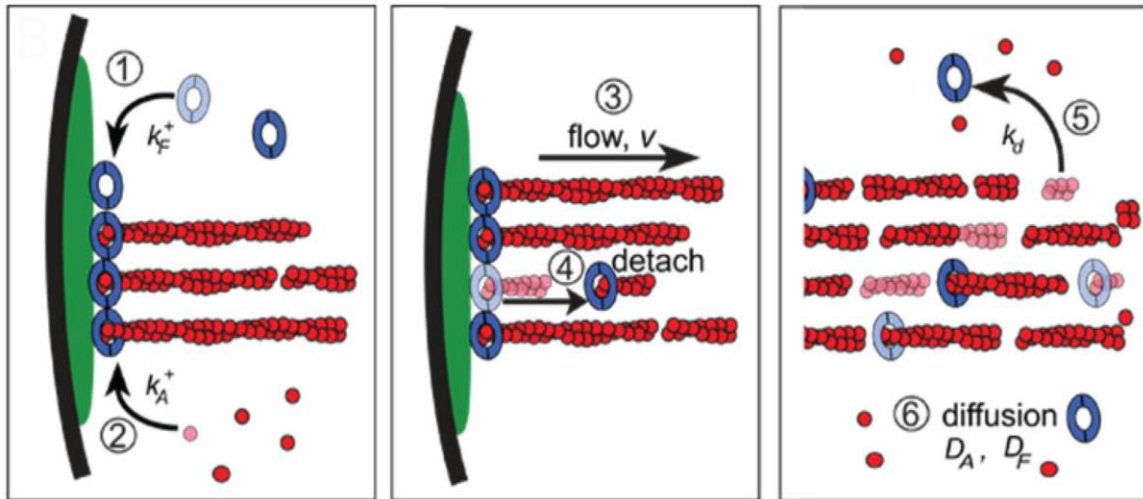 B
①
k_F^+
k_A^+
②
③
flow, v
④
detach
⑤
k_d
⑥ diffusion
D_A, D_F